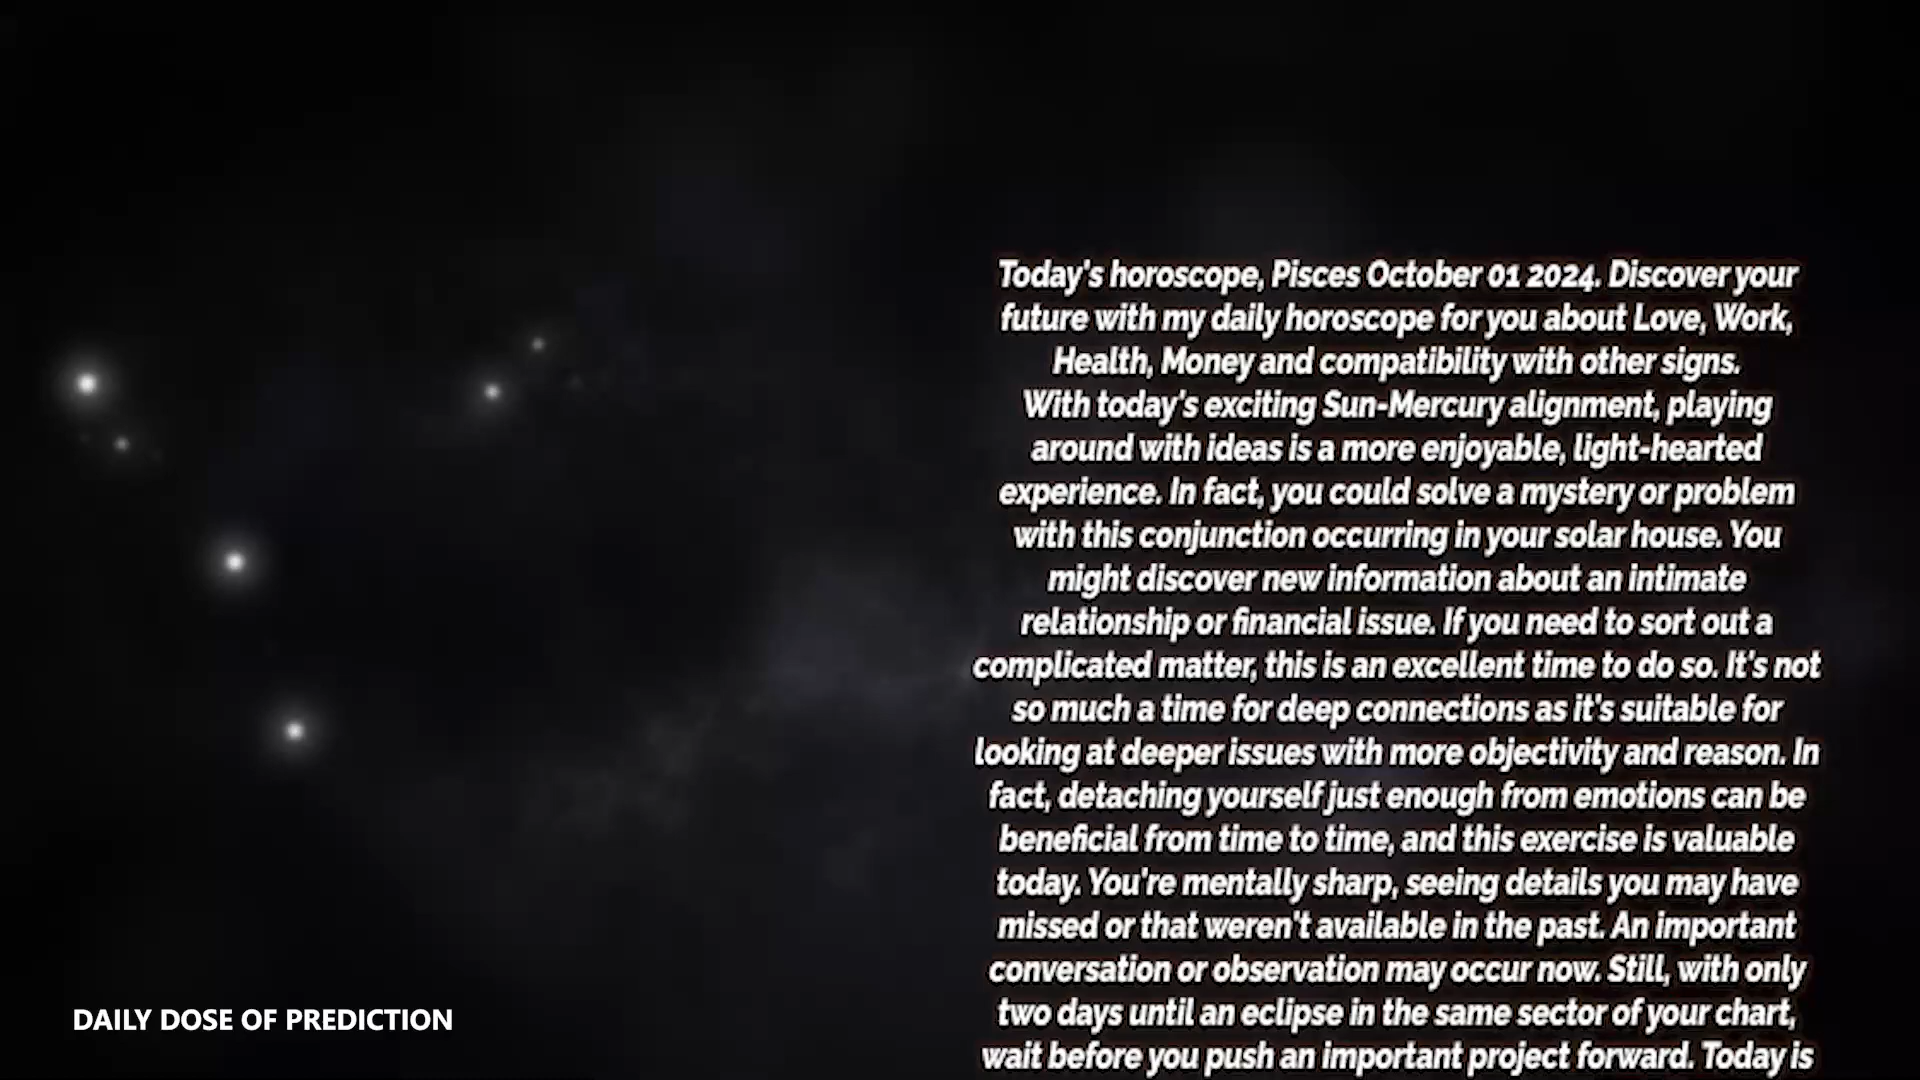 Today's horoscope, Pisces October 01 2024. Discover your
future with my daily horoscope for you about Love, Work,
Health, Money and compatibility with other signs.
With today's exciting Sun-Mercury alignment, playing
around with ideas is a more enjoyable, light-hearted
experience. In fact, you could solve a mystery or problem
with this conjunction occurring in your solar house. You
might discover new information about an intimate
relationship or financial issue. If you need to sort out a
complicated matter, this is an excellent time to do so. It's not
so much a time for deep connections as it's suitable for
looking at deeper issues with more objectivity and reason. In
fact, detaching yourself just enough from emotions can be
beneficial from time to time, and this exercise is valuable
today. You're mentally sharp, seeing details you may have
missed or that weren't available in the past. An important
conversation or observation may occur now. Still, with only
two days until an eclipse in the same sector of your chart,
wait before you push an important project forward. Today is
DAILY DOSE OF PREDICTION